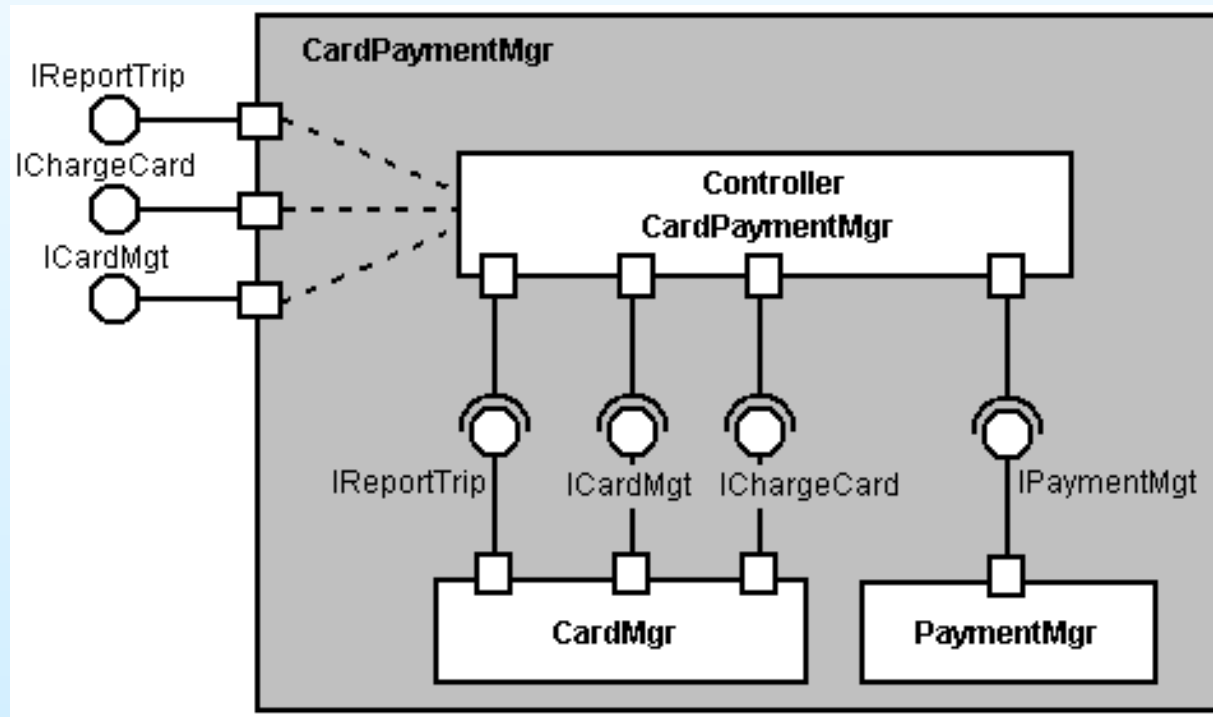 CardPaymentMgr
IReportTrip
IChargeCard
ICardMgt
Controller
CardPaymentMgr
IReportTrip
ICardMgt
IChargeCard
IPaymentMgt
CardMgr
PaymentMgr